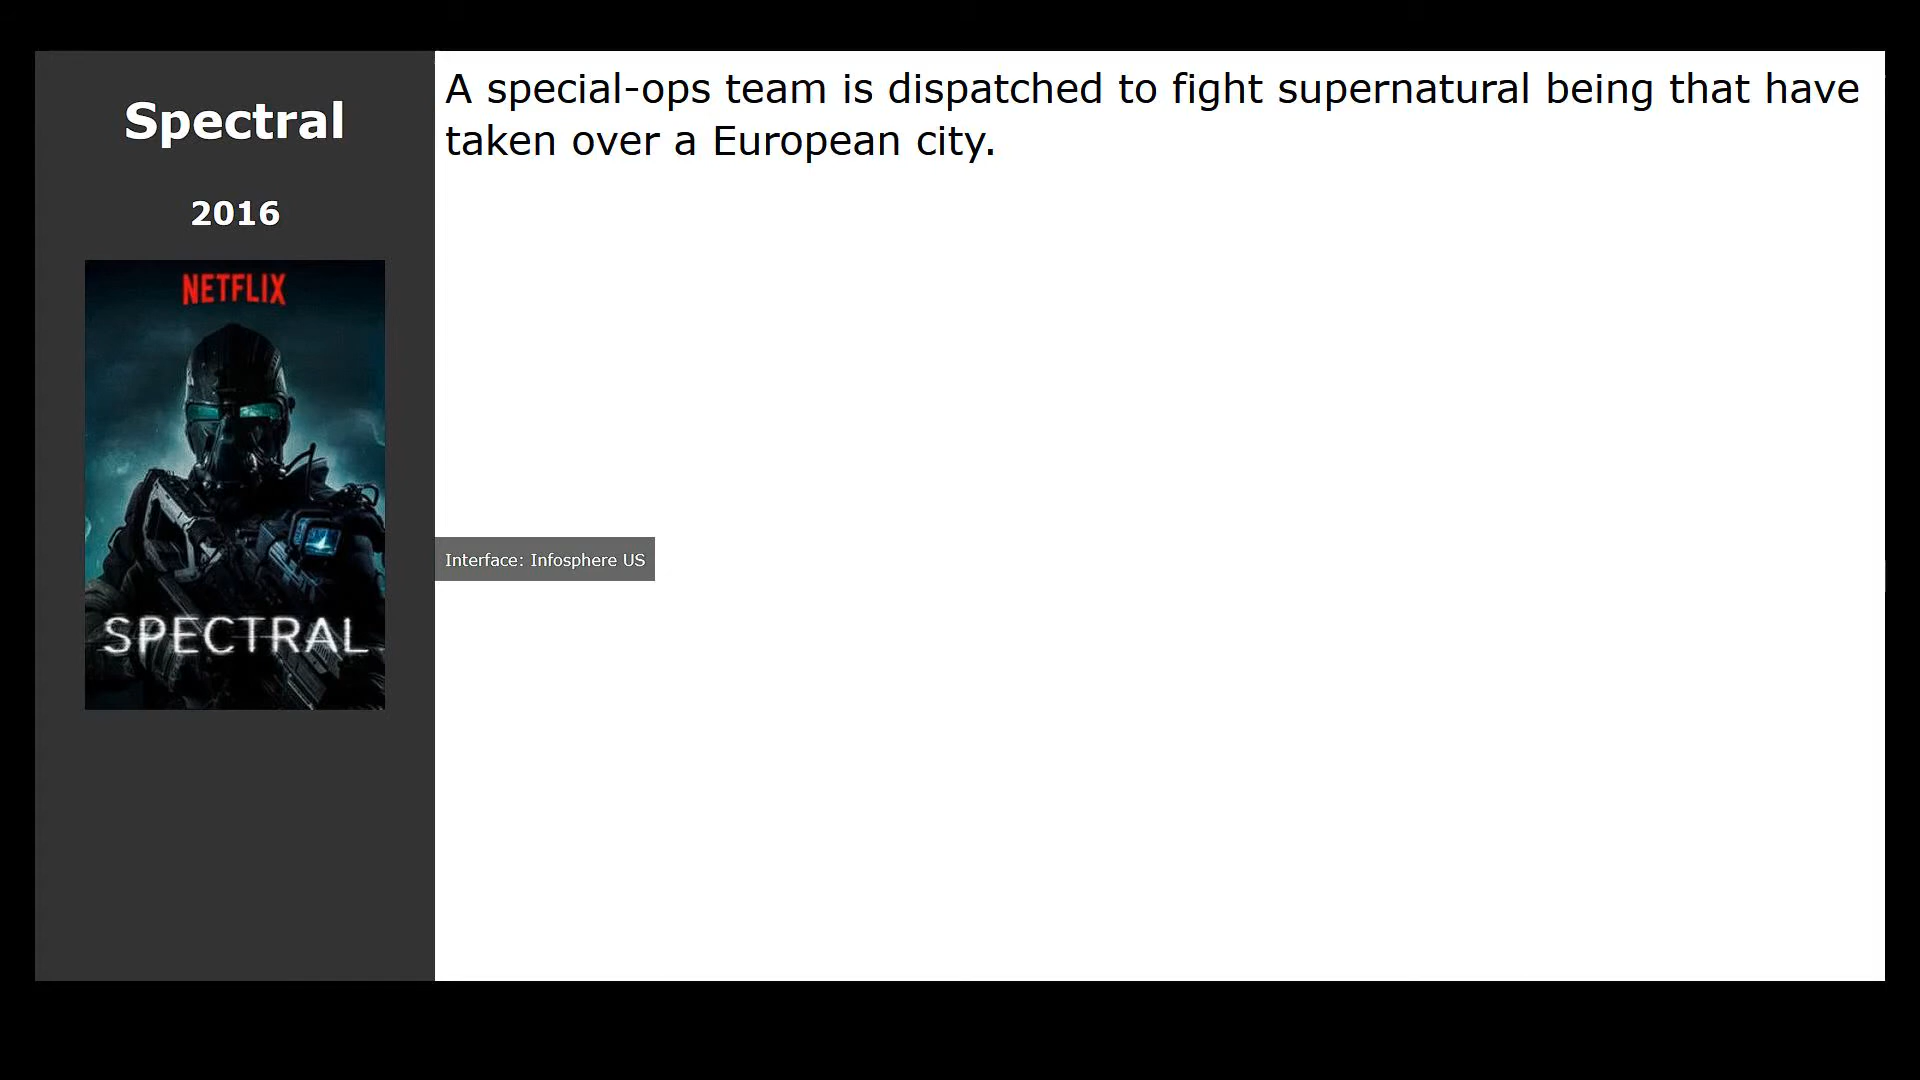 Spectral
2016
NETFLIX
SPECTRAL
A special-ops team is dispatched to fight supernatural being that have
taken over a European city.
Interface: Infosphere US